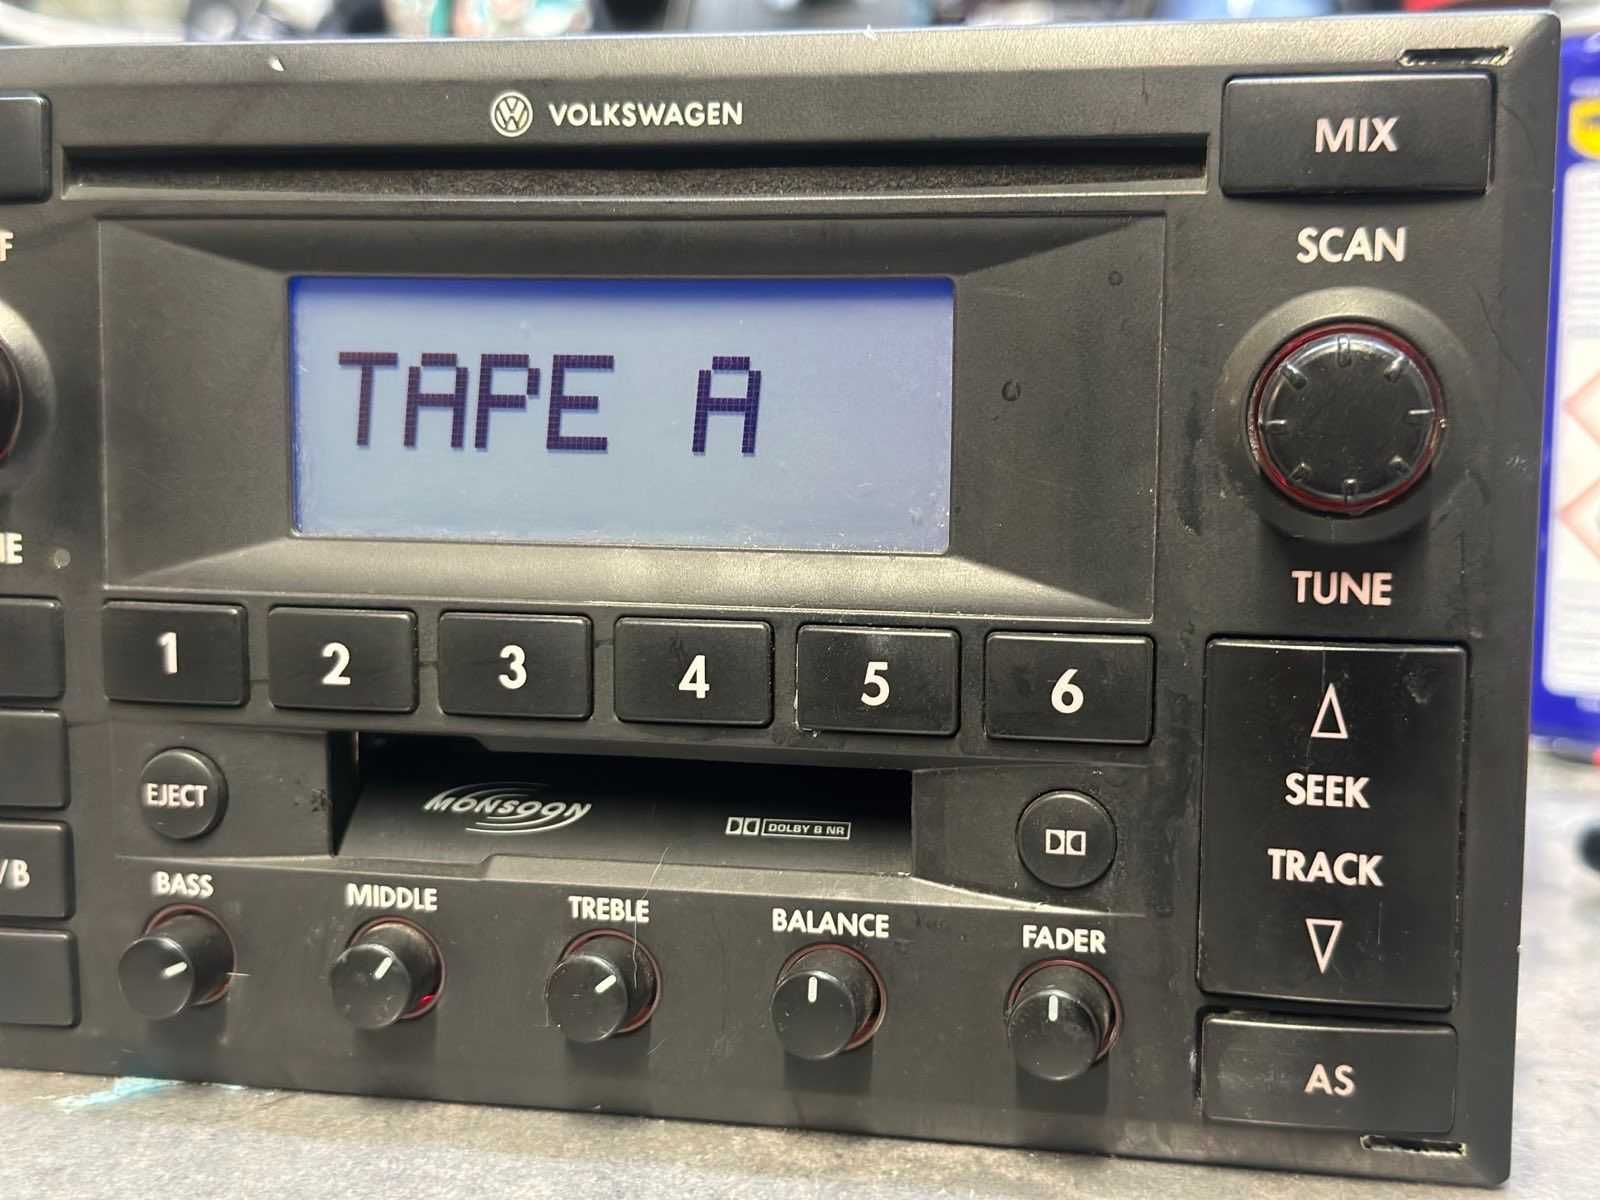 VOLKSWAGEN
MIX
SCAN
TAPE A
TUNE
1 2 3 4 5 6
SEEK
TRACK
EJECT
MONSOON
DOLBY B NR
/B
BASS MIDDLE TREBLE BALANCE FADER
AS